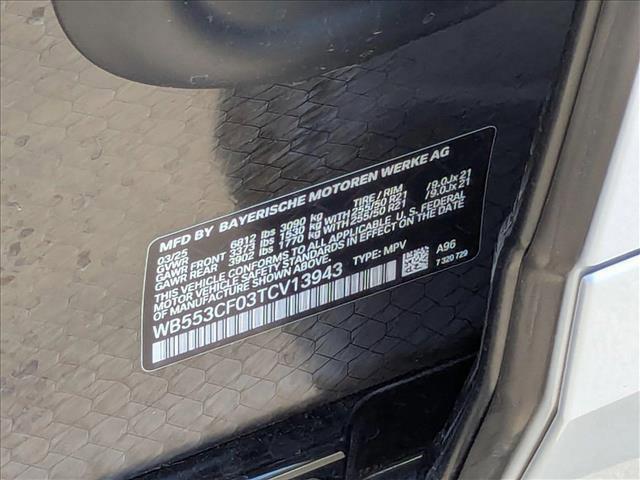 MFD BY BAYERISCHE MOTOREN WERKE AG
03/25 TIRE / RIM
GVWR 6812 lbs 3090 kg
GAWR FRONT 3373 lbs 1530 kg WITH 255/50 R21 /9.0Jx21
GAWR REAR 3902 lbs 1770 kg WITH 255/50 R21 /9.0Jx21
THIS VEHICLE CONFORMS TO ALL APPLICABLE U.S. FEDERAL
MOTOR VEHICLE SAFETY STANDARDS IN EFFECT ON THE DATE OF MANUFACTURE
SHOWN ABOVE.
WB553CF03TCV13943 TYPE: MPV A96
7 320 729